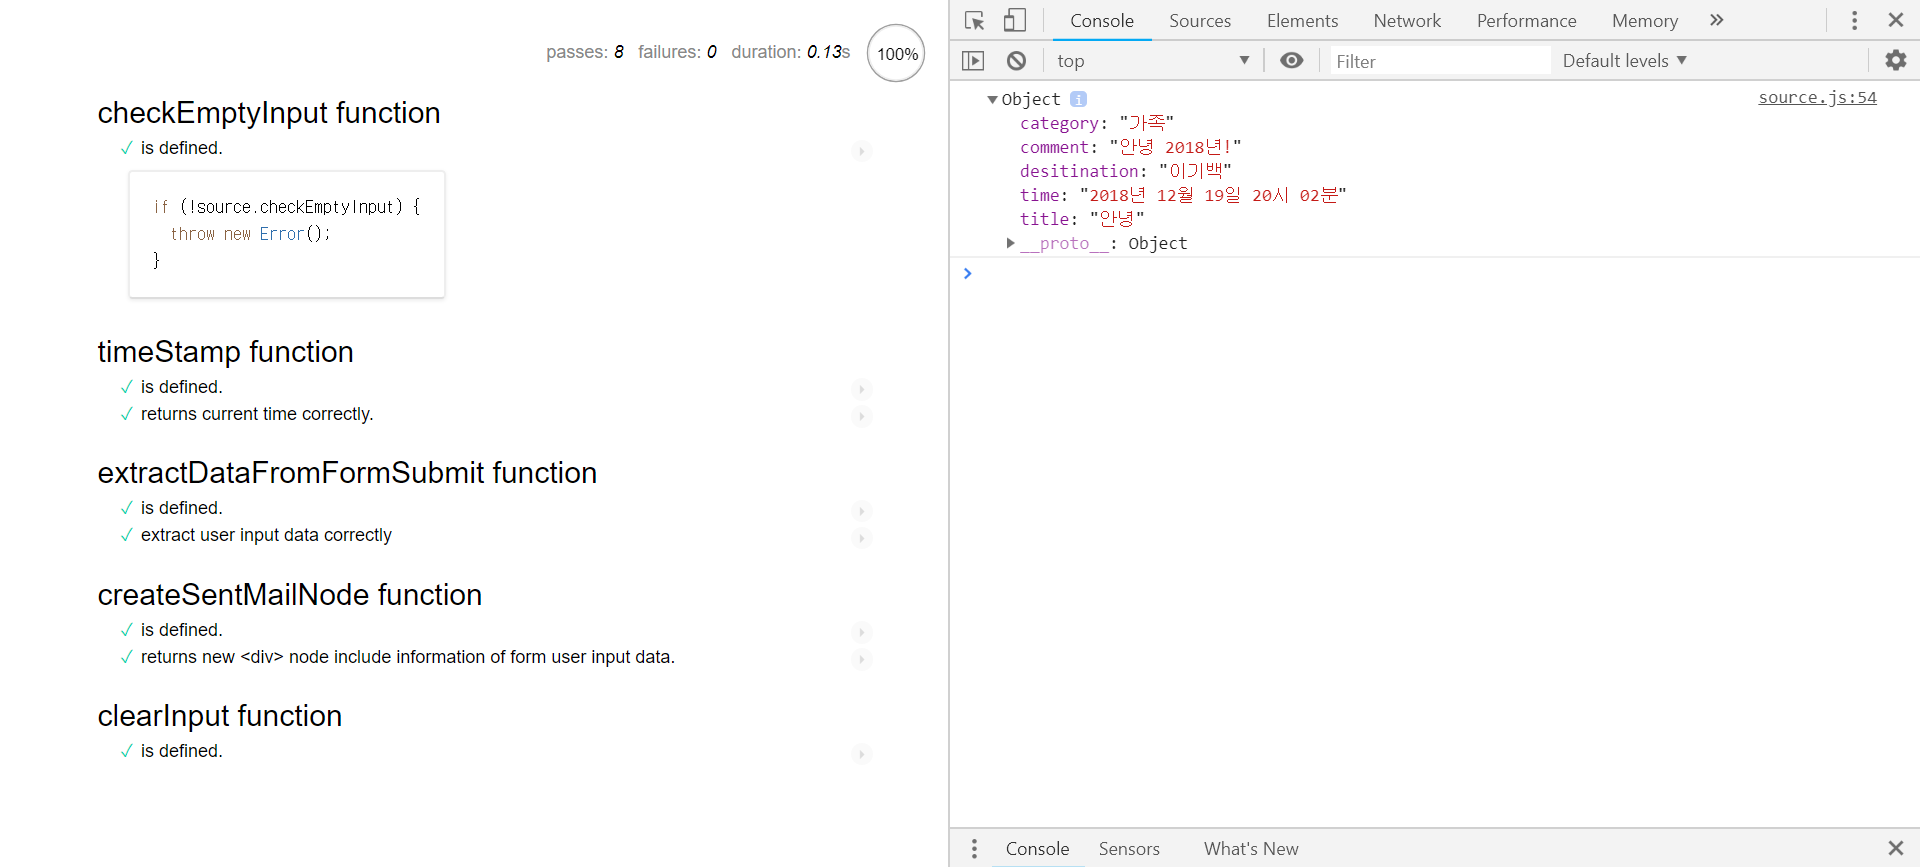 passes: 8 failures: 0 duration: 0.13s 100%
checkEmptyInput function
✓ is defined.
if (!source.checkEmptyInput) {
throw new Error();
}
timeStamp function
✓ is defined.
✓ returns current time correctly.
extractDataFromFormSubmit function
✓ is defined.
✓ extract user input data correctly
createSentMailNode function
✓ is defined.
✓ returns new <div> node include information of form user input data.
clearInput function
✓ is defined.
Console Sources Elements Network Performance Memory »
top ▼ Filter Default levels ▼
▼Object i source.js:54
category: "가족"
comment: "안녕 2018년!"
desitination: "이기백"
time: "2018년 12월 19일 20시 02분"
title: "안녕"
▶__proto__: Object
>
Console Sensors What's New